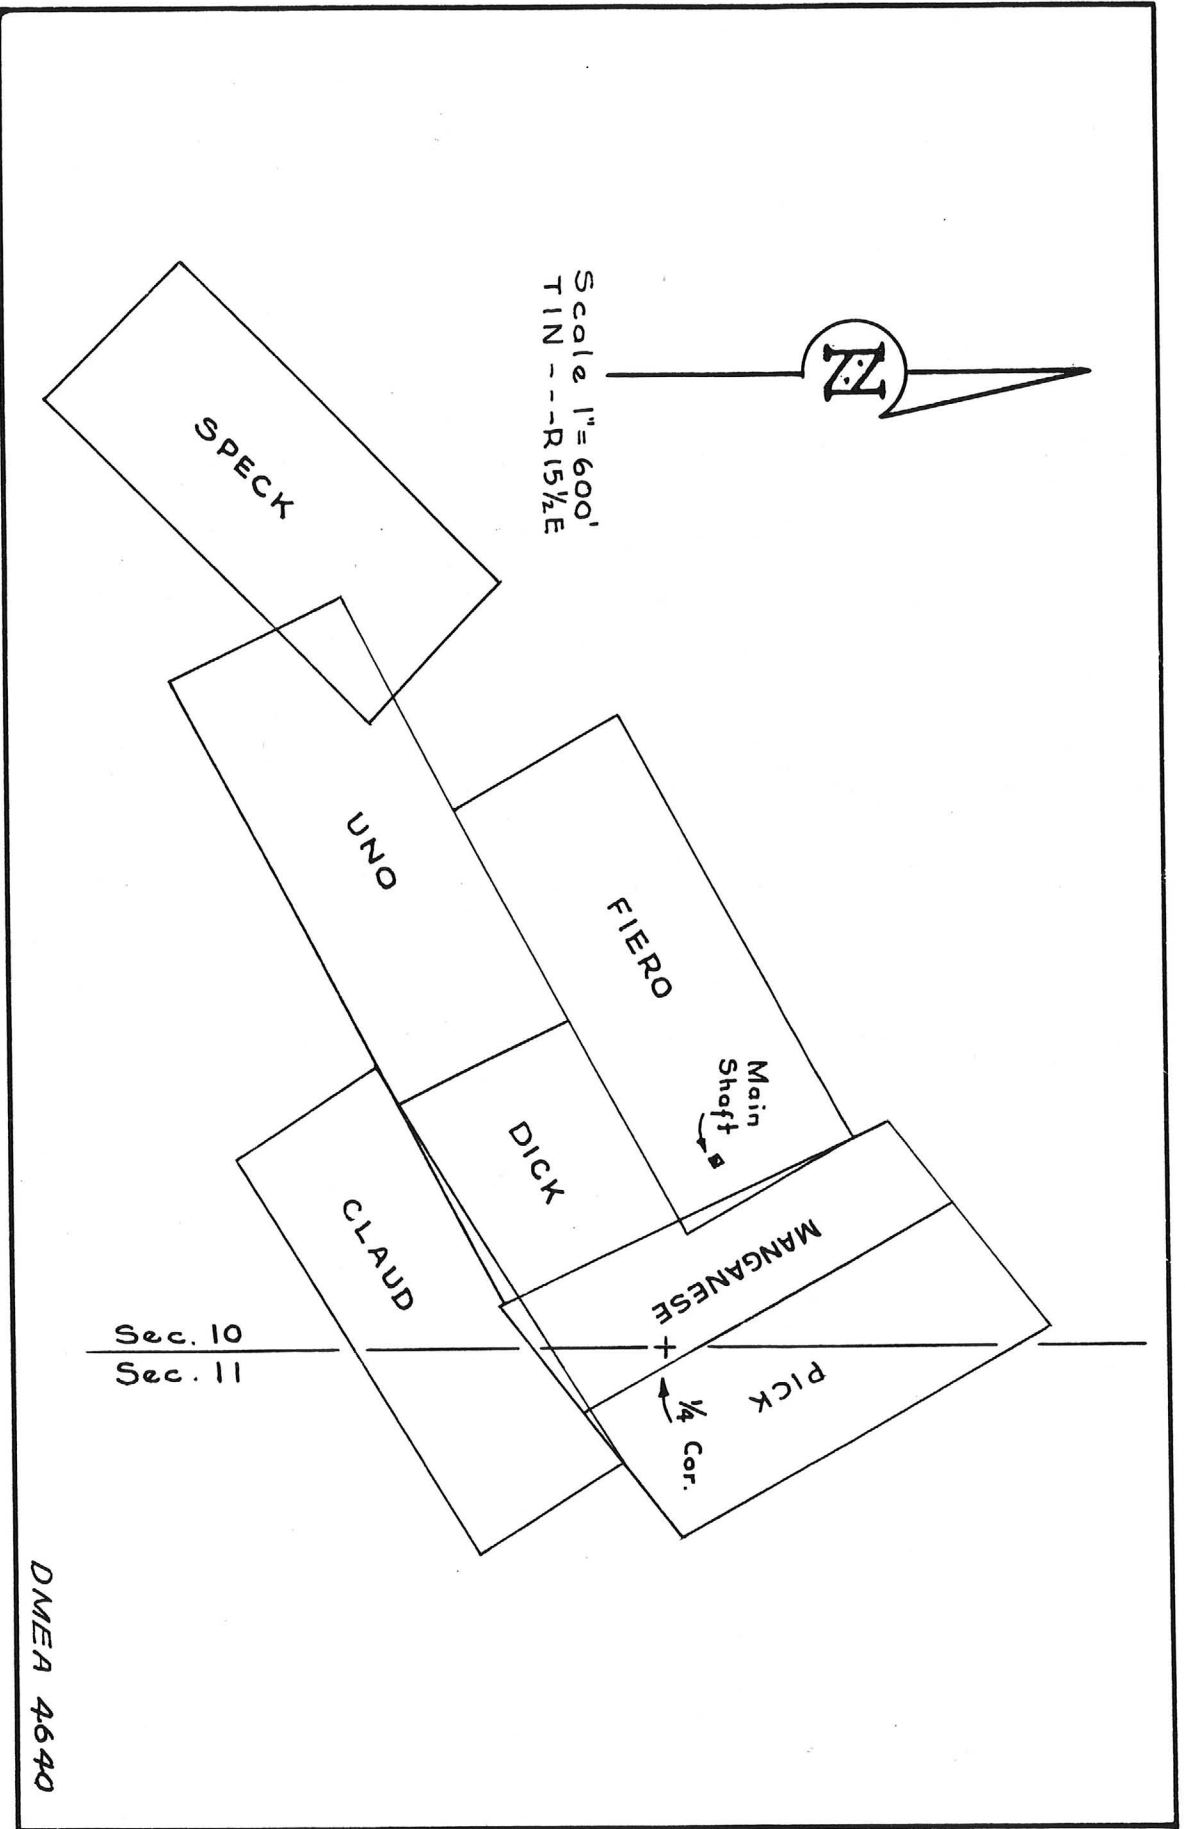 N
Scale 1"= 600'
T1N---R15½E
SPECK
UNO
FIERO
Main
Shaft
DICK
CLAUD
MANGANESE
PICK
Sec. 10
Sec. 11
¼ Cor.
DMEA 4640